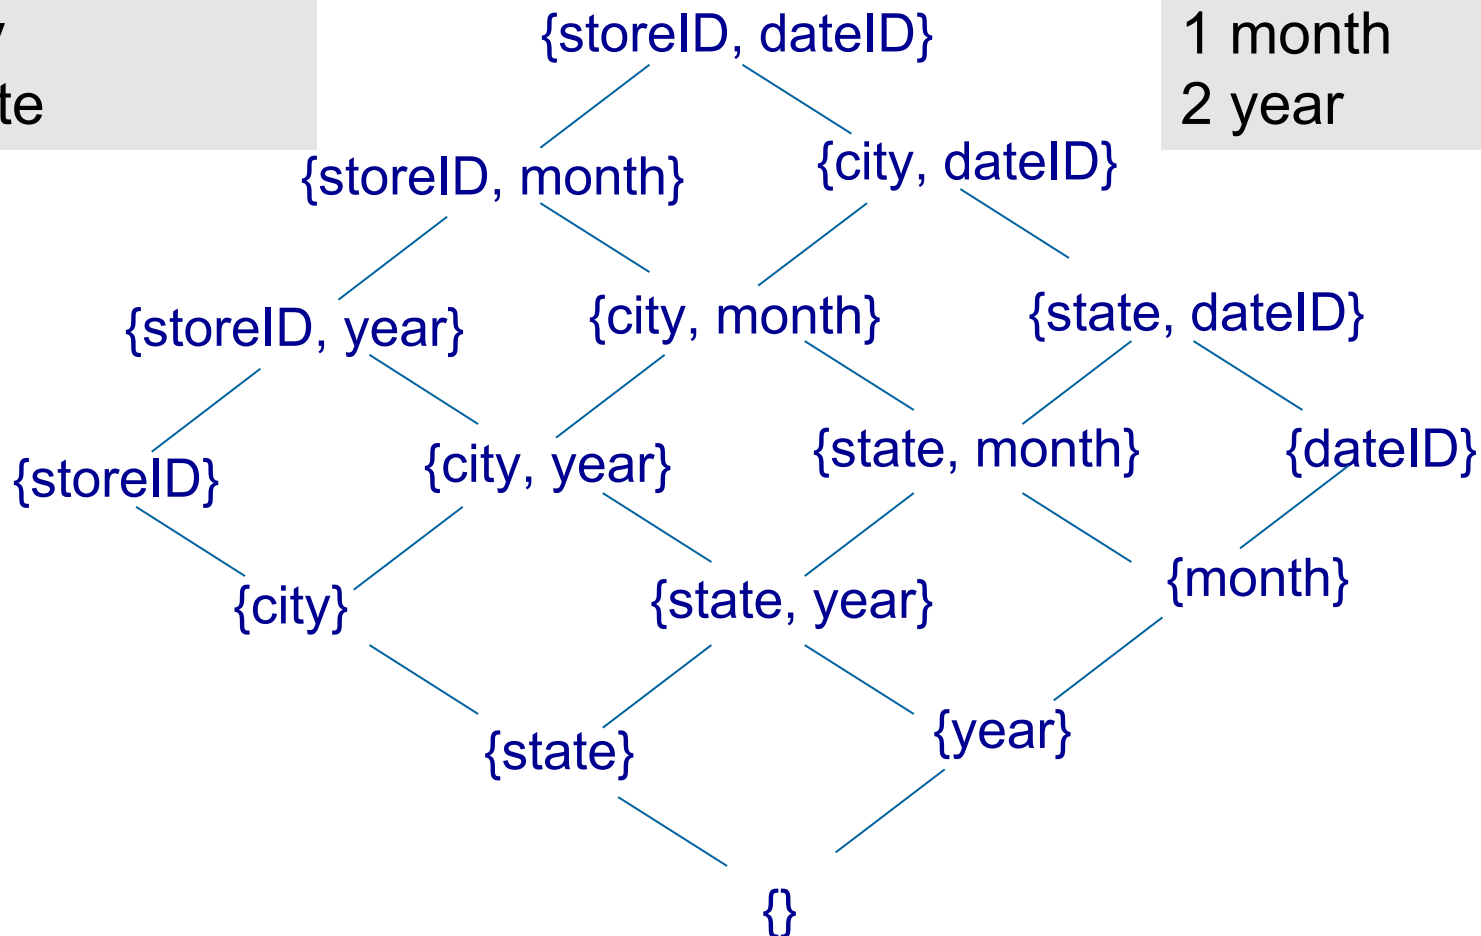 {storeID, dateID}
1 month
2 year
{storeID, month}
{city, dateID}
{storeID, year}
{city, month}
{state, dateID}
{storeID}
{city, year}
{state, month}
{dateID}
{city}
{state, year}
{month}
{state}
{year}
{}